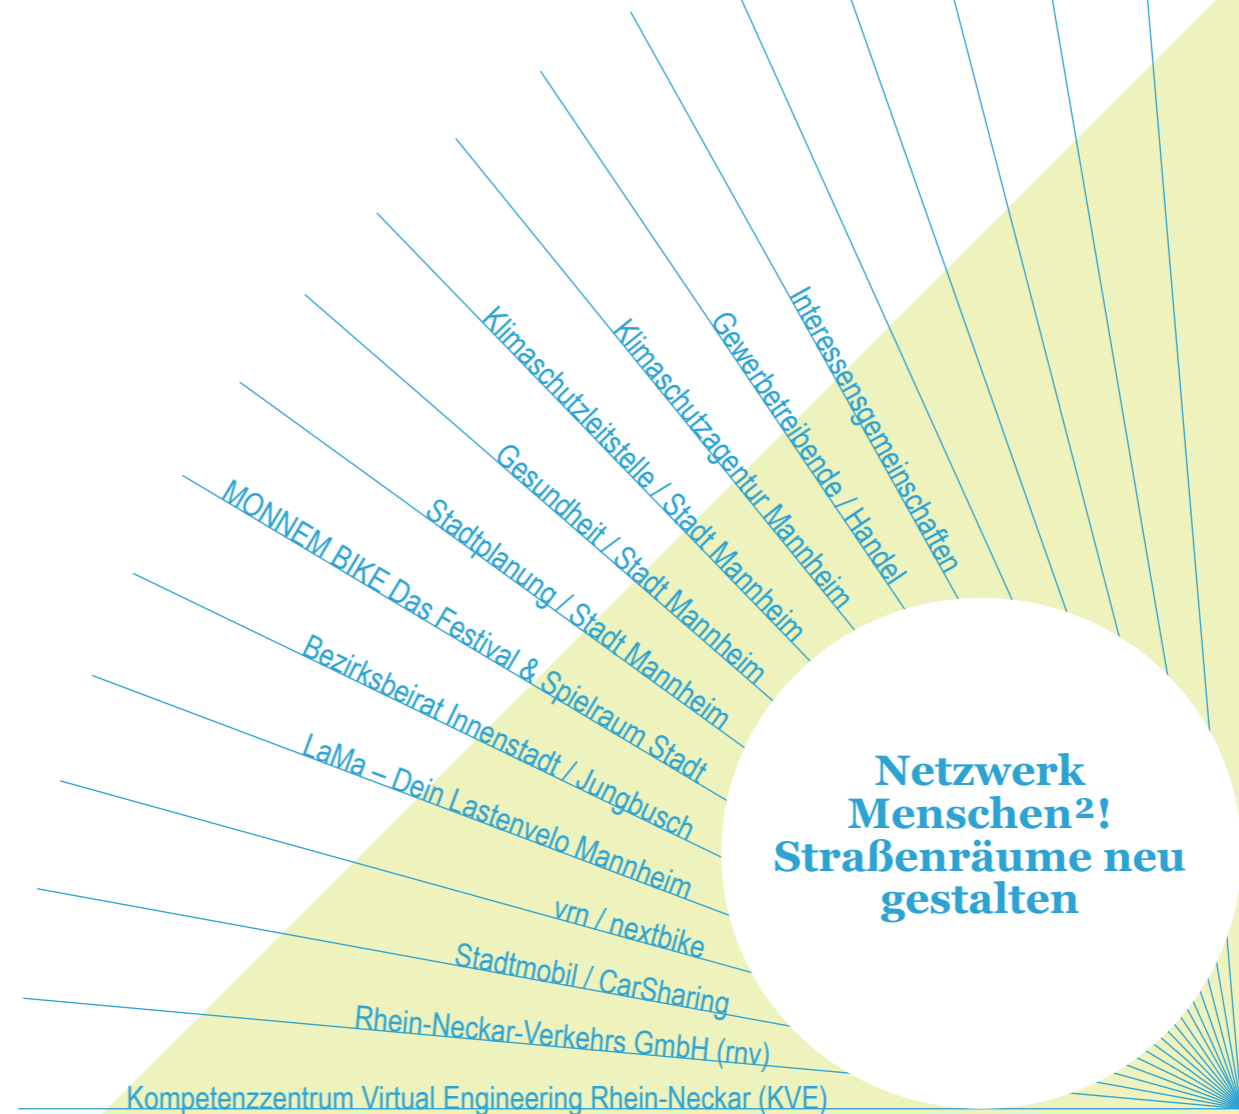 Interessensgemeinschaften
Gewerbetreibende / Handel
Klimaschutzagentur Mannheim
Klimaschutzleitstelle / Stadt Mannheim
Gesundheit / Stadt Mannheim
Stadtplanung / Stadt Mannheim
MONNEM BIKE Das Festival & Spielraum Stadt
Bezirksbeirat Innenstadt / Jungbusch
LaMa – Dein Lastenvelo Mannheim
vrn / nextbike
Stadtmobil / CarSharing
Rhein-Neckar-Verkehrs GmbH (rnv)
Kompetenzzentrum Virtual Engineering Rhein-Neckar (KVE)
Netzwerk
Menschen²!
Straßenräume neu
gestalten